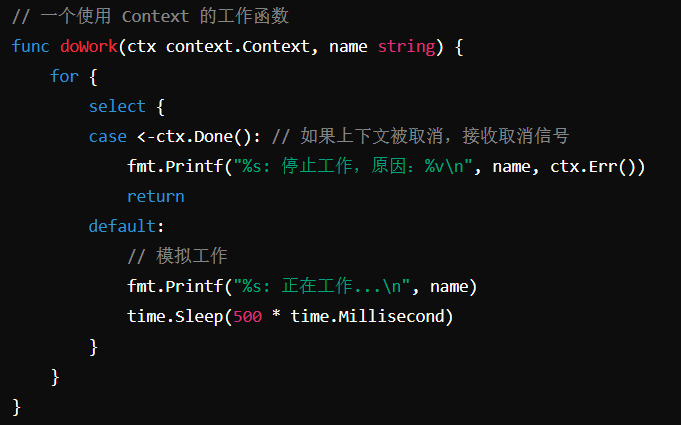 // 一个使用 Context 的工作函数
func doWork(ctx context.Context, name string) {
    for {
        select {
        case <-ctx.Done(): // 如果上下文被取消，接收取消信号
            fmt.Printf("%s: 停止工作，原因：%v\n", name, ctx.Err())
            return
        default:
            // 模拟工作
            fmt.Printf("%s: 正在工作...\n", name)
            time.Sleep(500 * time.Millisecond)
        }
    }
}